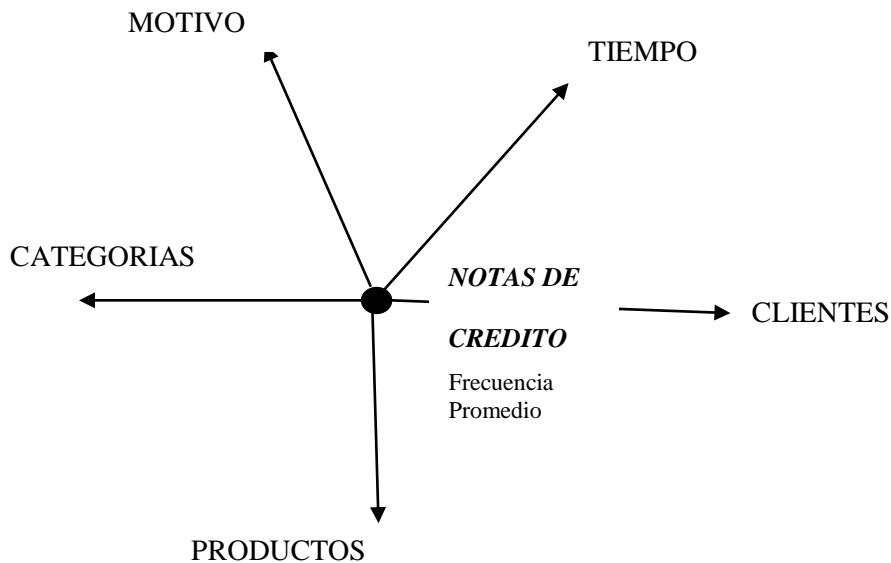 MOTIVO
TIEMPO
CATEGORIAS
NOTAS DE
CREDITO
Frecuencia
Promedio
CLIENTES
PRODUCTOS